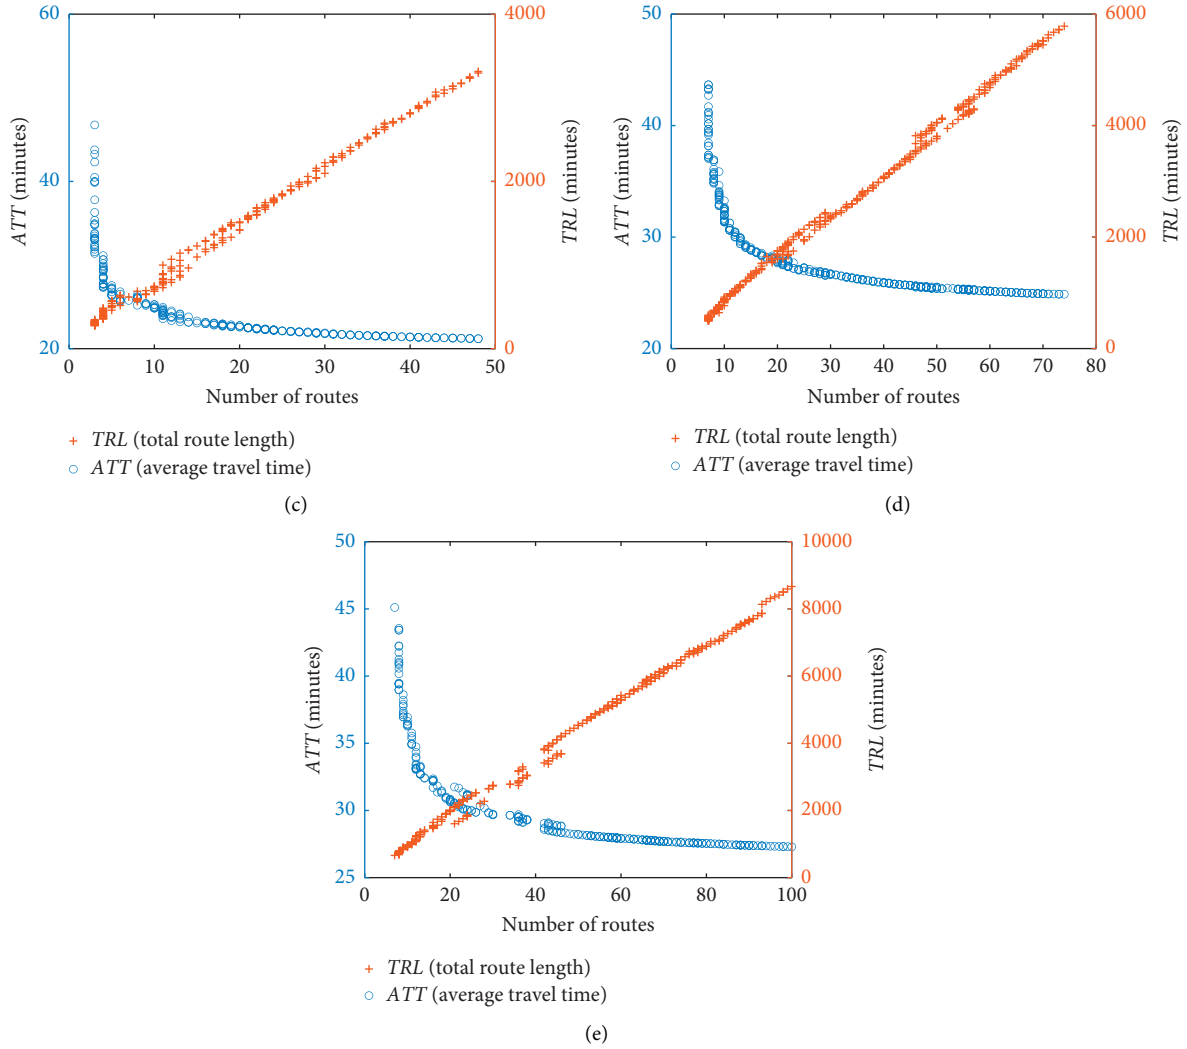 60
40
20
ATT (minutes)
4000
2000
0
TRL (minutes)
0 10 20 30 40 50
Number of routes
TRL (total route length)
ATT (average travel time)
(c)
50
40
30
20
ATT (minutes)
6000
4000
2000
0
TRL (minutes)
0 10 20 30 40 50 60 70 80
Number of routes
TRL (total route length)
ATT (average travel time)
(d)
50
45
40
35
30
25
ATT (minutes)
10000
8000
6000
4000
2000
0
TRL (minutes)
0 20 40 60 80 100
Number of routes
TRL (total route length)
ATT (average travel time)
(e)